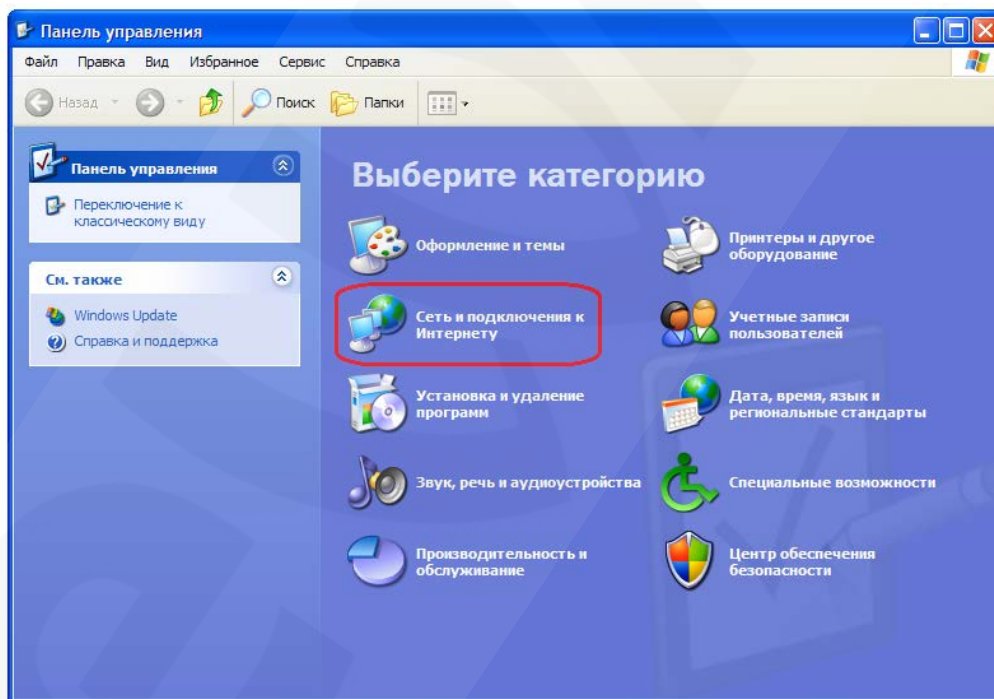 Панель управления
Файл Правка Вид Избранное Сервис Справка
Назад Поиск Папки
Панель управления
Переключение к
классическому виду
См. также
Windows Update
Справка и поддержка
Выберите категорию
Оформление и темы
Принтеры и другое
оборудование
Сеть и подключения к
Интернету
Учетные записи
пользователей
Установка и удаление
программ
Дата, время, язык и
региональные стандарты
Звук, речь и аудиоустройства
Специальные возможности
Производительность и
обслуживание
Центр обеспечения
безопасности